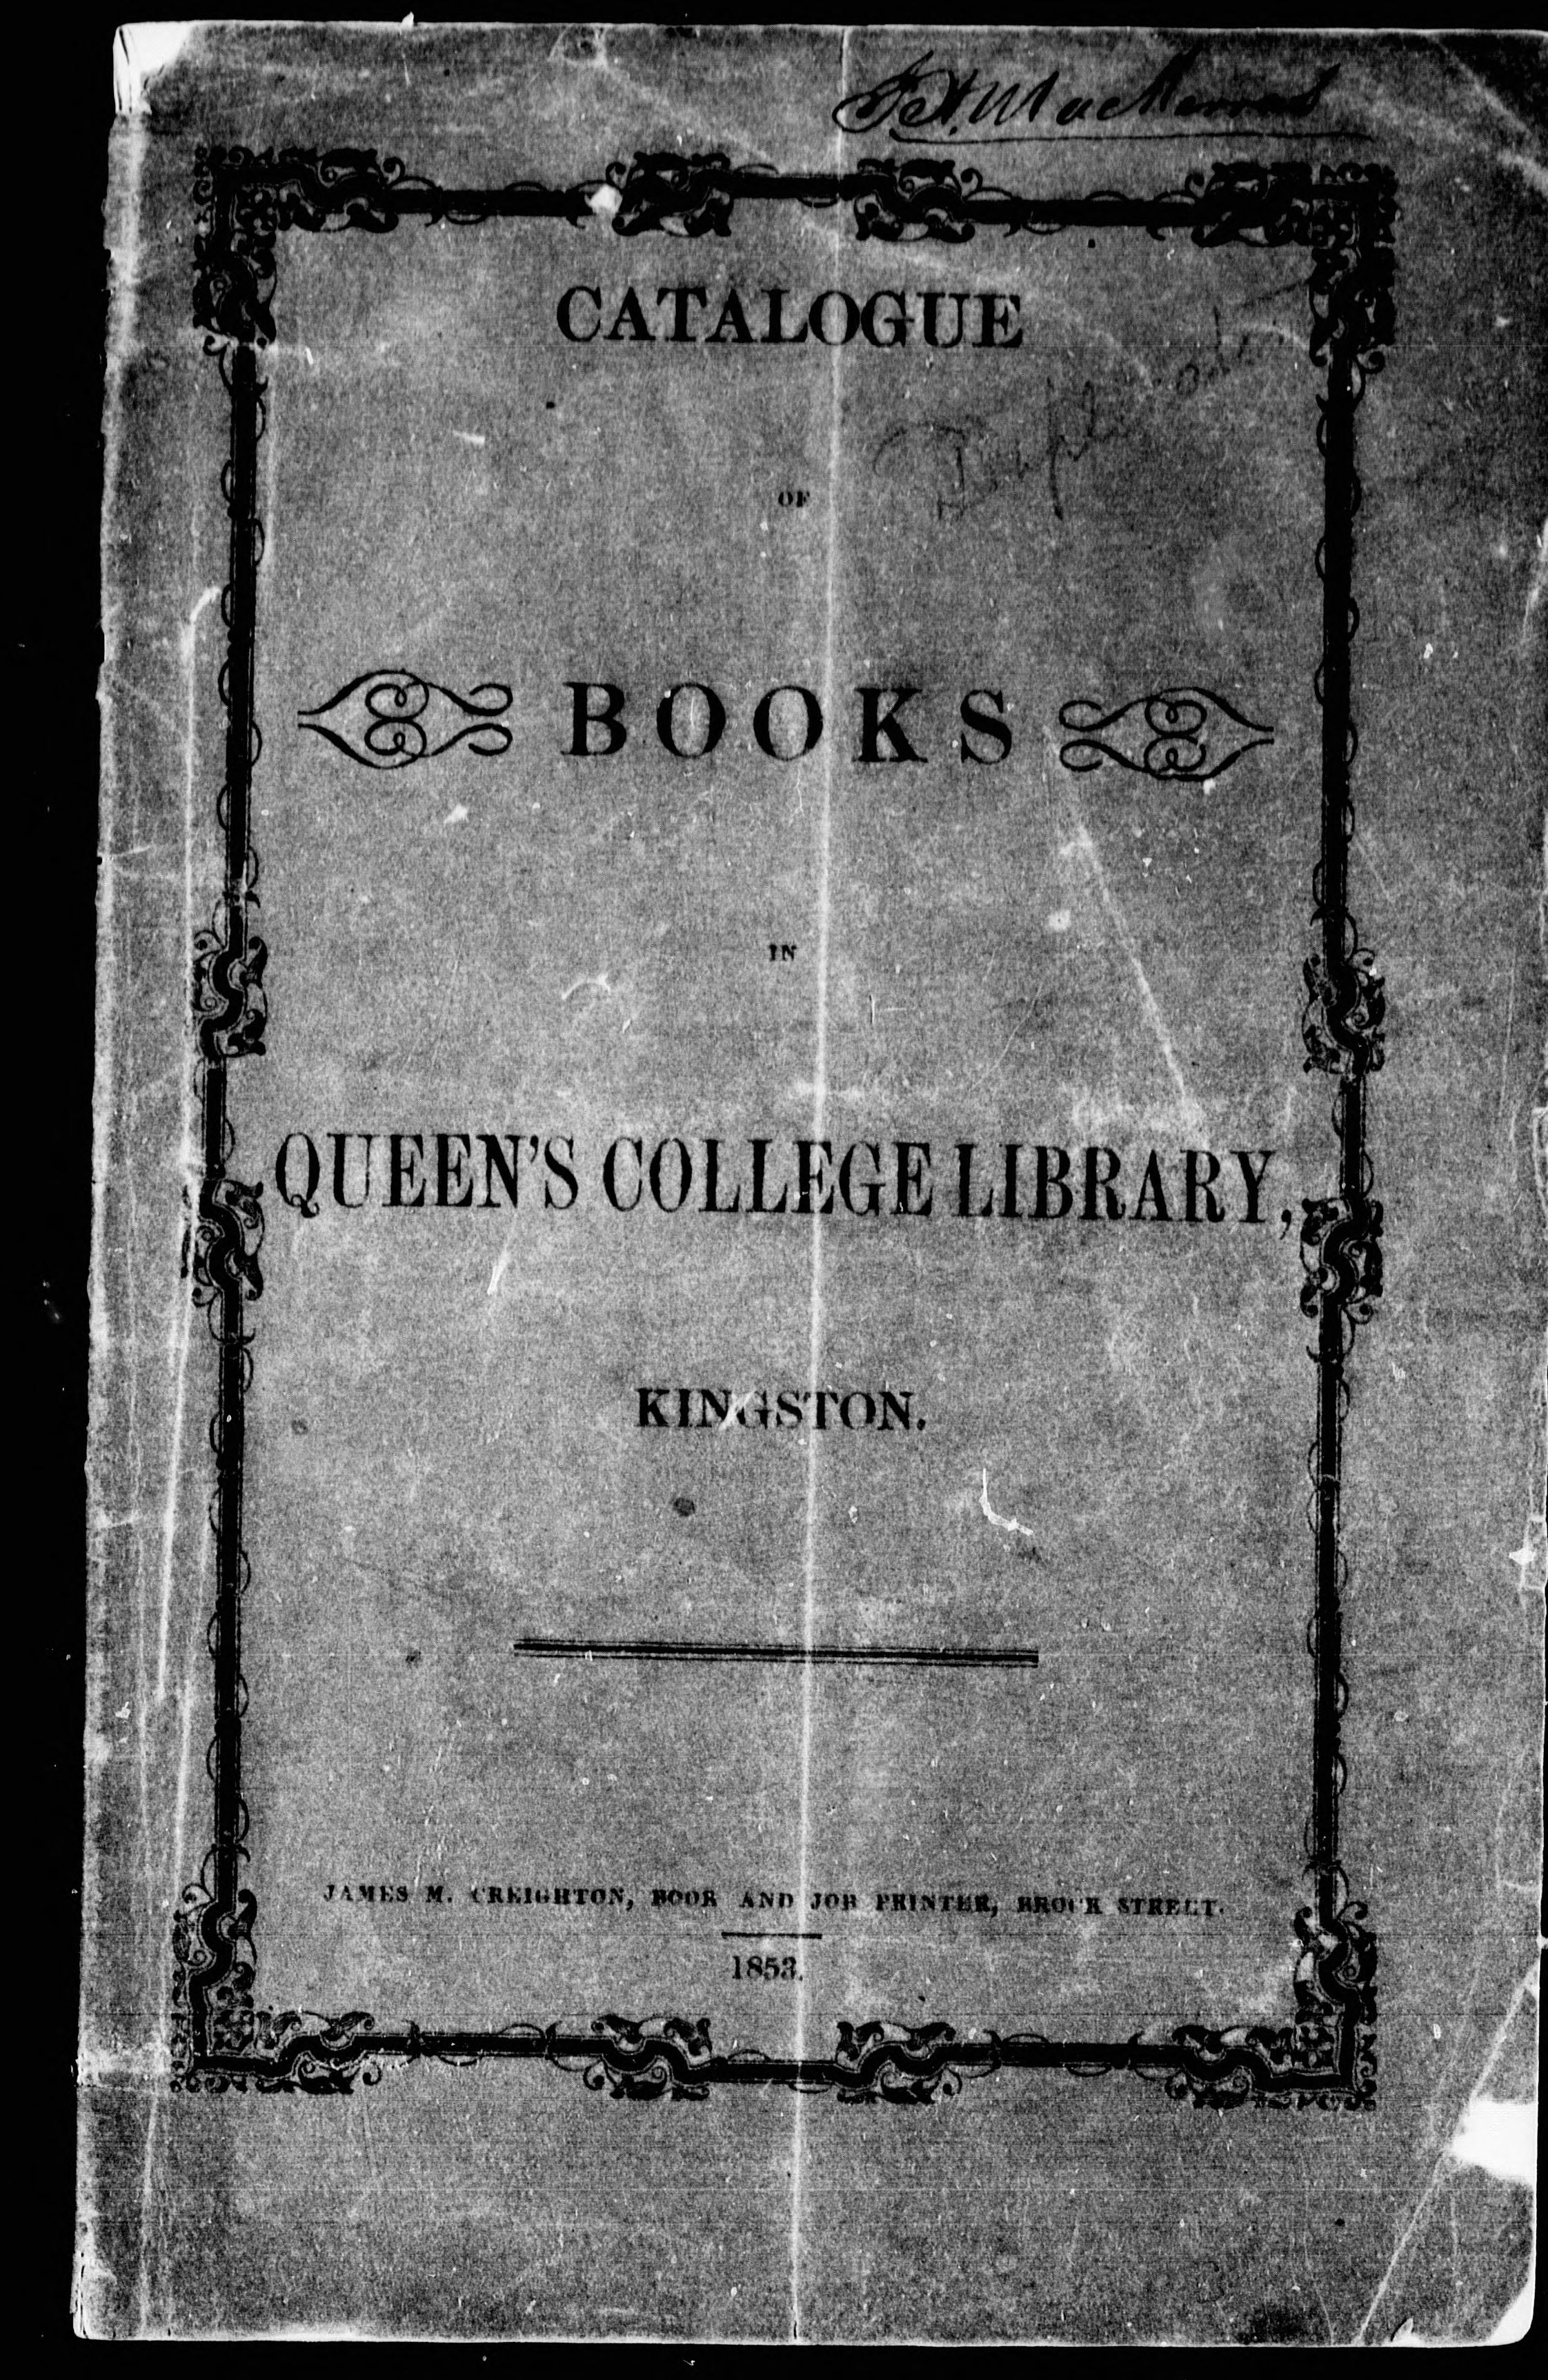 CATALOGUE
OF
BOOKS
IN
QUEEN'S COLLEGE LIBRARY,
KINGSTON.
JAMES M. CREIGHTON, BOOK AND JOB PRINTER, BROCK STREET.
1853.